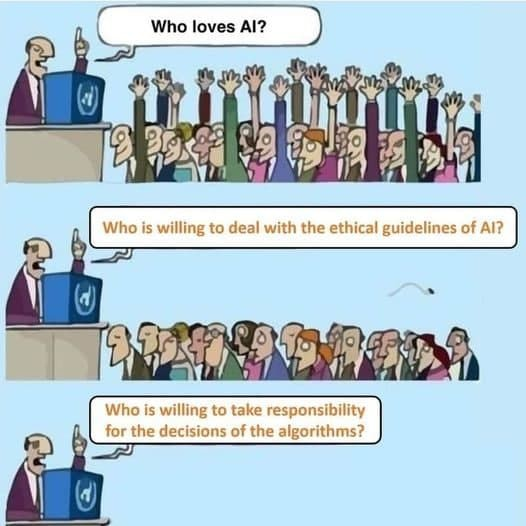 Who loves AI?
Who is willing to deal with the ethical guidelines of AI?
Who is willing to take responsibility
for the decisions of the algorithms?